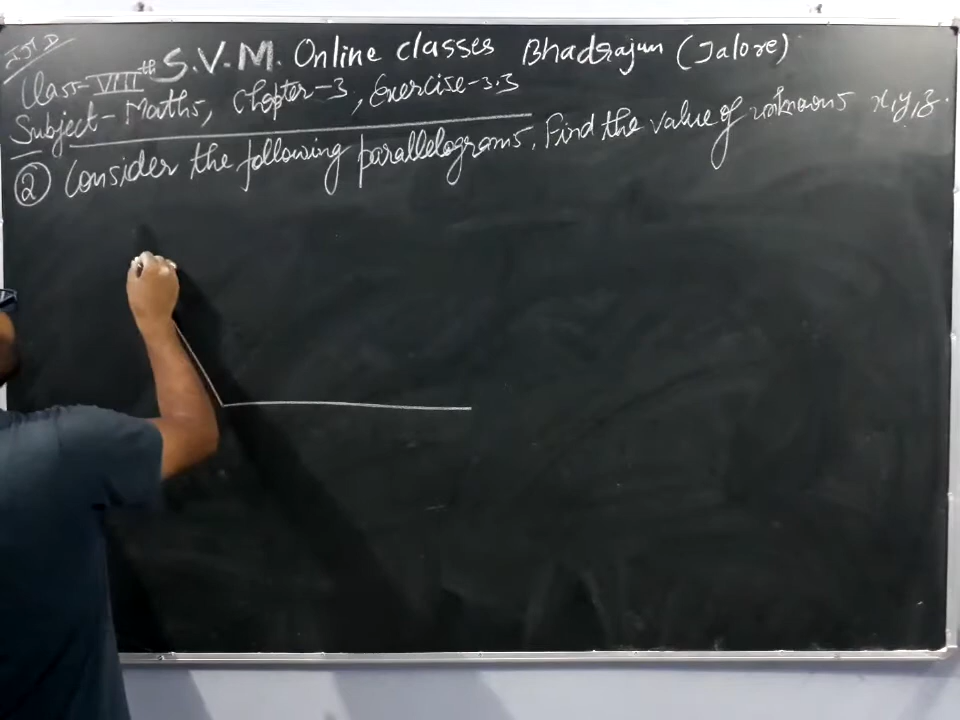 S.V.M. Online classes Bhadrajun (Jalore)
Class-VIIIth
Subject-Maths, Chapter-3, Exercise-3.3
② Consider the following parallelograms. Find the value of unknowns x,y,z.